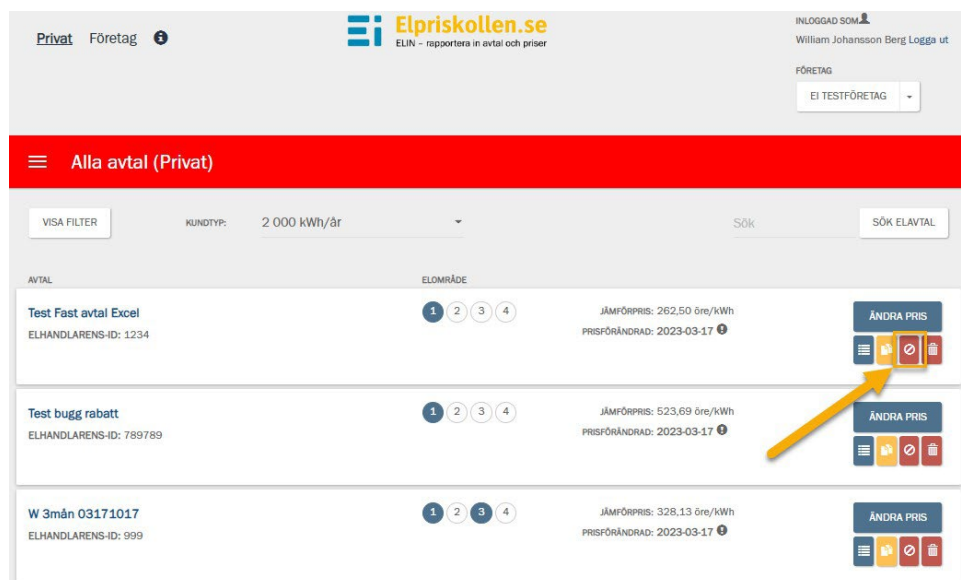 Privat Företag
Ei Elpriskollen.se
ELIN – rapportera in avtal och priser
INLOGGAD SOM
William Johansson Berg Logga ut
FÖRETAG
EI TESTFÖRETAG
Alla avtal (Privat)
VISA FILTER KUNDTYP: 2 000 kWh/år Sök SÖK ELAVTAL
AVTAL ELOMRÅDE
Test Fast avtal Excel 1 2 3 4 JÄMFÖRPRIS: 262,50 öre/kWh ÄNDRA PRIS
ELHANDLARENS-ID: 1234 PRISFÖRÄNDRAD: 2023-03-17
Test bugg rabatt 1 2 3 4 JÄMFÖRPRIS: 523,69 öre/kWh ÄNDRA PRIS
ELHANDLARENS-ID: 789789 PRISFÖRÄNDRAD: 2023-03-17
W 3mån 03171017 1 2 3 4 JÄMFÖRPRIS: 328,13 öre/kWh ÄNDRA PRIS
ELHANDLARENS-ID: 999 PRISFÖRÄNDRAD: 2023-03-17